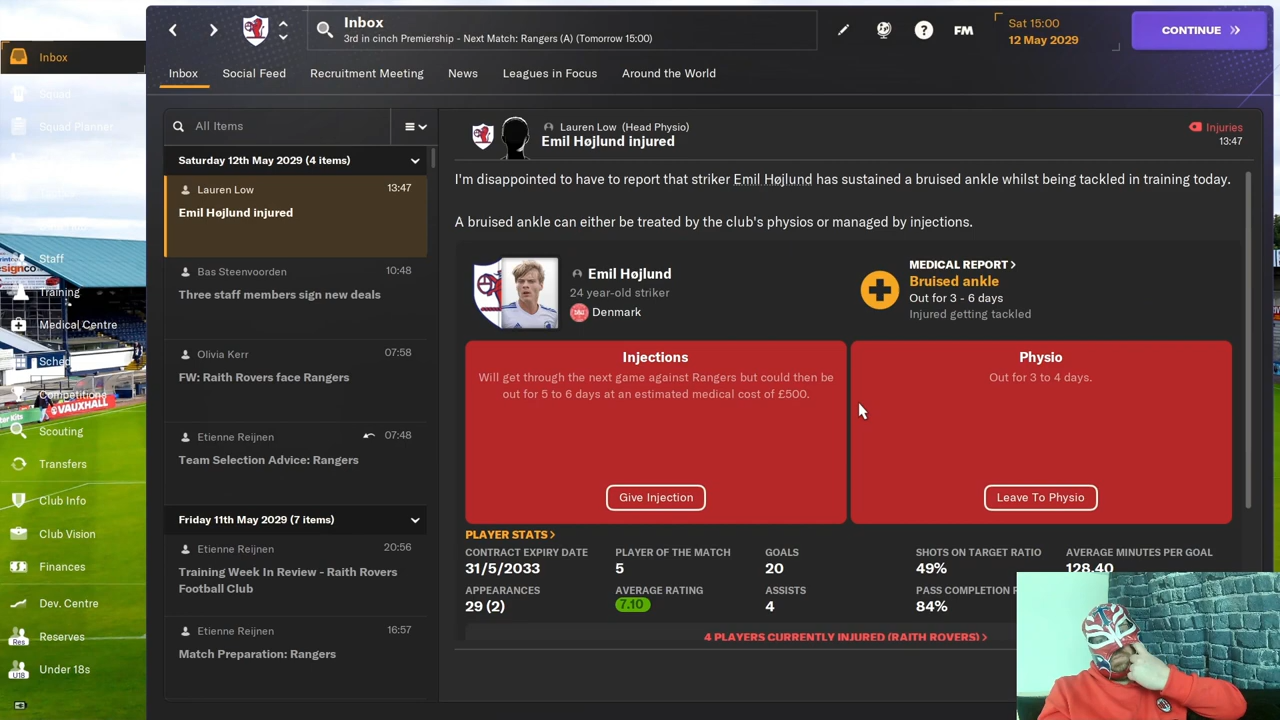 Inbox
3rd in cinch Premiership - Next Match: Rangers (A) (Tomorrow 15:00)
?
FM
Sat 15:00
12 May 2029
CONTINUE
Inbox
Social Feed
Recruitment Meeting
News
Leagues in Focus
Around the World
Inbox
Squad
Squad Planner
Staff
Training
Medical Centre
Sched
Competitions
Scouting
Transfers
Club Info
Club Vision
Finances
Dev. Centre
Res
Reserves
U18
Under 18s
VAUXHALL
All Items
Saturday 12th May 2029 (4 items)
Lauren Low
13:47
Emil Højlund injured
Bas Steenvoorden
10:48
Three staff members sign new deals
Olivia Kerr
07:58
FW: Raith Rovers face Rangers
Etienne Reijnen
07:48
Team Selection Advice: Rangers
Friday 11th May 2029 (7 items)
Etienne Reijnen
20:56
Training Week In Review - Raith Rovers
Football Club
Etienne Reijnen
16:57
Match Preparation: Rangers
Lauren Low (Head Physio)
Emil Højlund injured
Injuries
13:47
I'm disappointed to have to report that striker Emil Højlund has sustained a bruised ankle whilst being tackled in training today.
A bruised ankle can either be treated by the club's physios or managed by injections.
Emil Højlund
24 year-old striker
Denmark
MEDICAL REPORT >
Bruised ankle
Out for 3 - 6 days
Injured getting tackled
Injections
Will get through the next game against Rangers but could then be
out for 5 to 6 days at an estimated medical cost of £500.
Give Injection
Physio
Out for 3 to 4 days.
Leave To Physio
PLAYER STATS >
CONTRACT EXPIRY DATE
31/5/2033
PLAYER OF THE MATCH
5
GOALS
20
SHOTS ON TARGET RATIO
49%
AVERAGE MINUTES PER GOAL
128.40
APPEARANCES
29 (2)
AVERAGE RATING
7.10
ASSISTS
4
PASS COMPLETION
84%
4 PLAYERS CURRENTLY INJURED (RAITH ROVERS) >